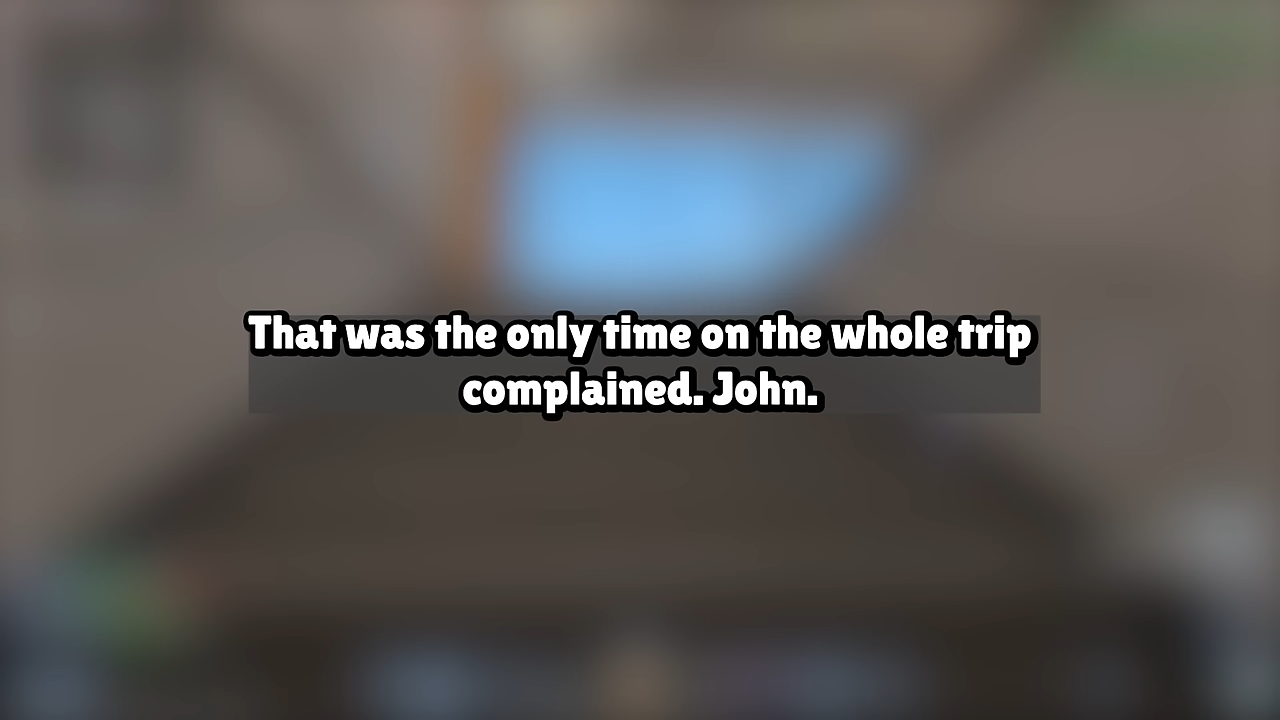 That was the only time on the whole trip
complained. John.